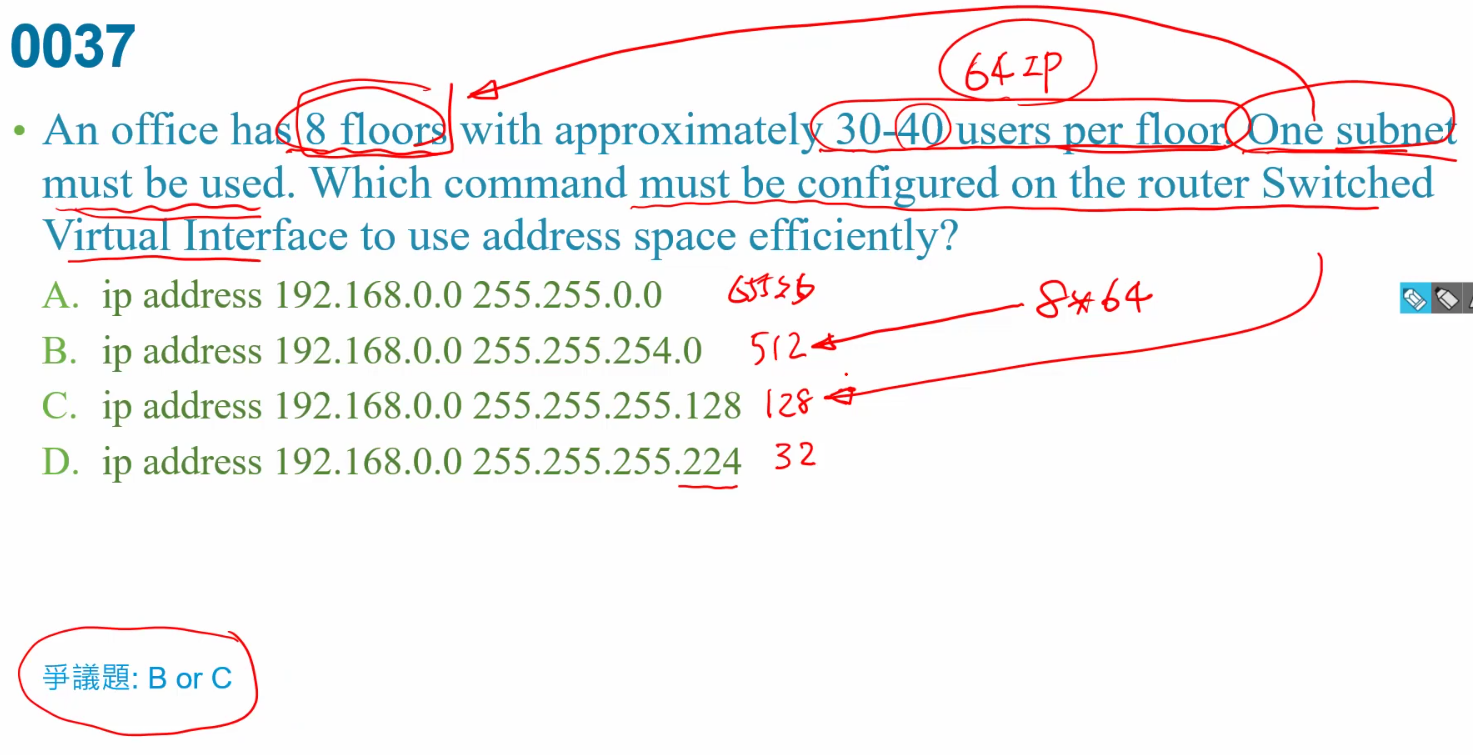 0037
64 IP
• An office has 8 floors with approximately 30-40 users per floor. One subnet
must be used. Which command must be configured on the router Switched
Virtual Interface to use address space efficiently?
A. ip address 192.168.0.0 255.255.0.0
8*64
B. ip address 192.168.0.0 255.255.254.0 512
C. ip address 192.168.0.0 255.255.255.128 128
D. ip address 192.168.0.0 255.255.255.224 32
爭議題: B or C